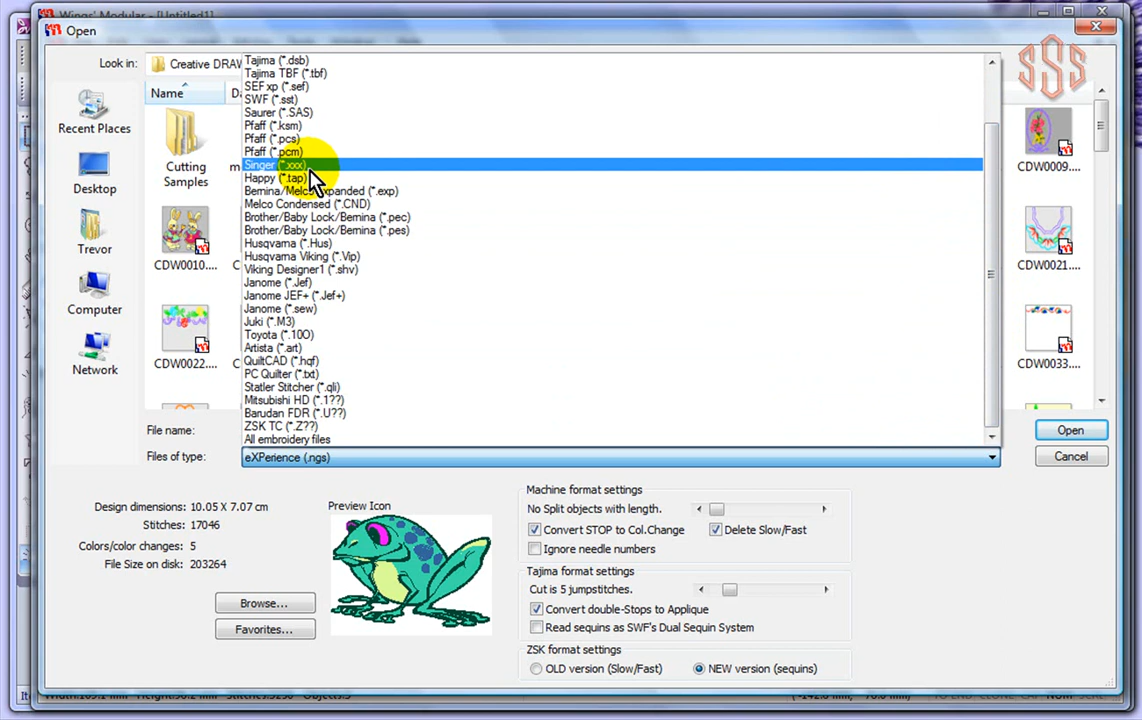 Wings' Modular - [Untitled1]
Open
SSS
Look in:
Creative DRAW
Name
Da
Recent Places
Desktop
Trevor
Computer
Network
Cutting
Samples
m
CDW0010....
CDW0022....
CDW0009....
CDW0021....
CDW0033....
Tajima (*.dsb)
Tajima TBF (*.tbf)
SEF xp (*.sef)
SWF (*.sst)
Saurer (*.SAS)
Pfaff (*.ksm)
Pfaff (*.pcs)
Pfaff (*.pcm)
Singer (*.xxx)
Happy (*.tap)
Bernina/Melco Expanded (*.exp)
Melco Condensed (*.CND)
Brother/Baby Lock/Bernina (*.pec)
Brother/Baby Lock/Bernina (*.pes)
Husqvarna (*.Hus)
Husqvarna Viking (*.Vip)
Viking Designer1 (*.shv)
Janome (*.Jef)
Janome JEF+ (*.Jef+)
Janome (*.sew)
Juki (*.M3)
Toyota (*.10O)
Artista (*.art)
QuiltCAD (*.hqf)
PC Quilter (*.txt)
Statler Stitcher (*.qli)
Mitsubishi HD (*.1??)
Barudan FDR (*.U??)
ZSK TC (*.Z??)
All embroidery files
File name:
Files of type:
eXPerience (.ngs)
Open
Cancel
Design dimensions: 10.05 X 7.07 cm
Stitches: 17046
Colors/color changes: 5
File Size on disk: 203264
Browse...
Favorites...
Preview Icon
Machine format settings
No Split objects with length.
Convert STOP to Col.Change
Delete Slow/Fast
Ignore needle numbers
Tajima format settings
Cut is 5 jumpstitches.
Convert double-Stops to Applique
Read sequins as SWF's Dual Sequin System
ZSK format settings
OLD version (Slow/Fast)
NEW version (sequins)